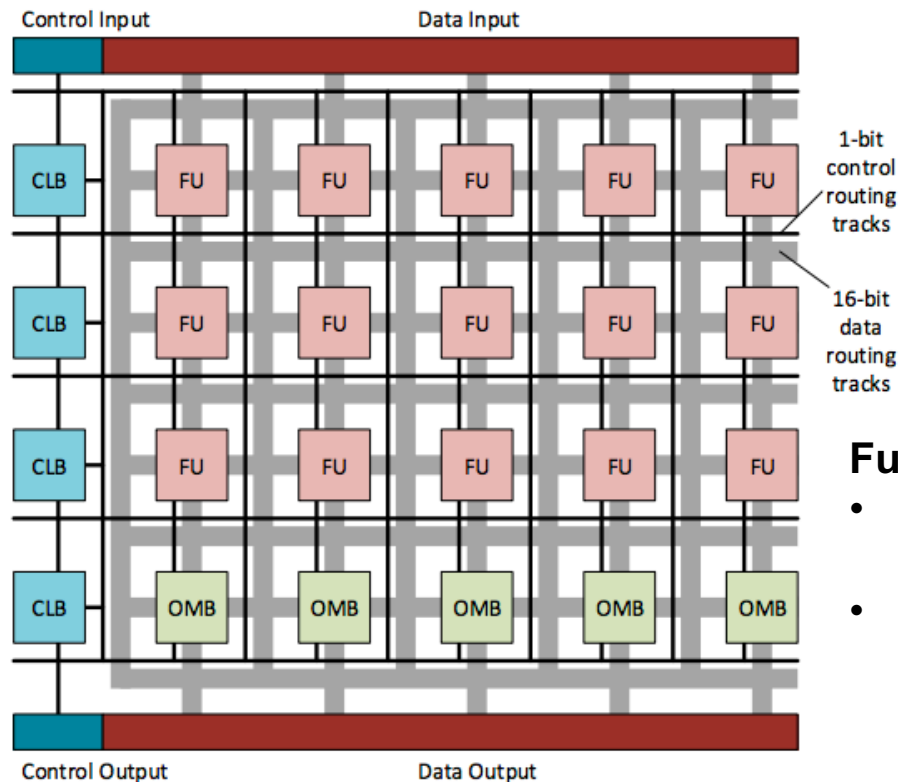 Control Input
Data Input
CLB
FU
FU
FU
FU
FU
1-bit
control
routing
tracks
CLB
FU
FU
FU
FU
FU
16-bit
data
routing
tracks
CLB
FU
FU
FU
FU
FU
Fu
•
CLB
OMB
OMB
OMB
OMB
OMB
•
Control Output
Data Output